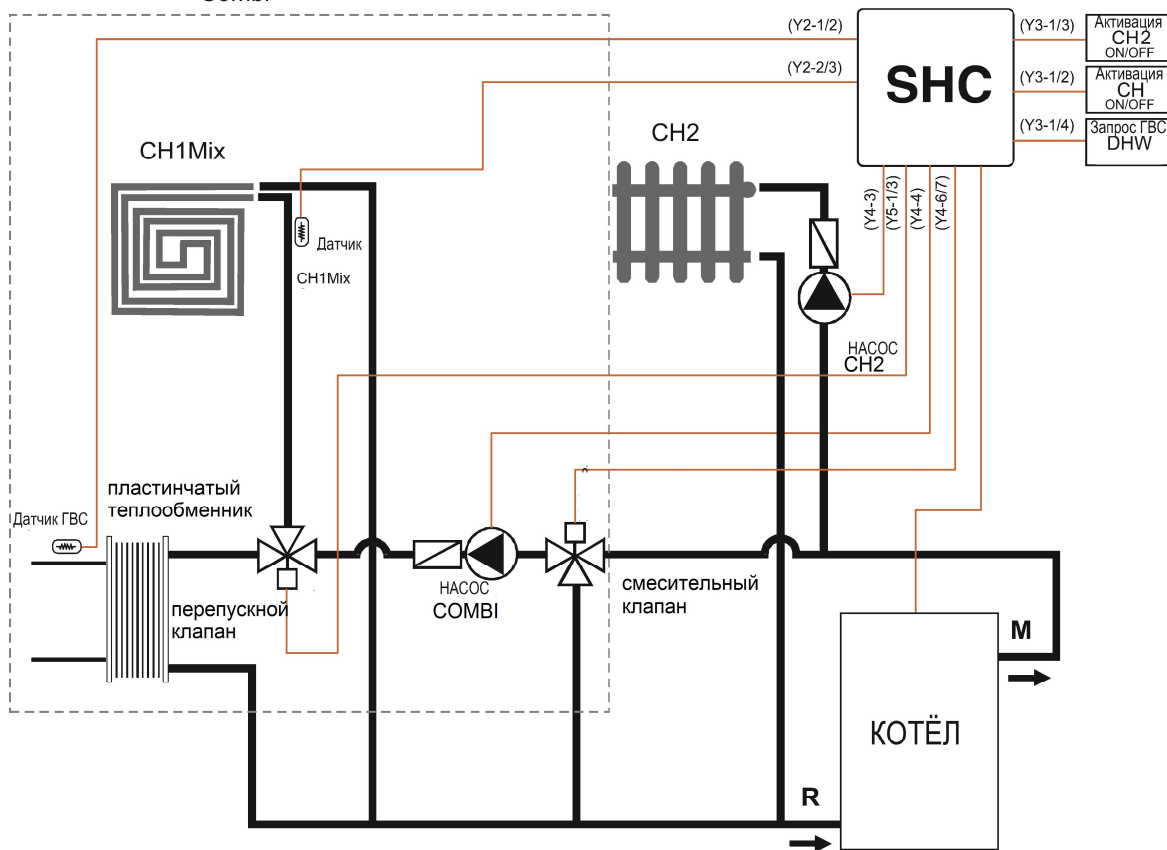 Combi
(Y2-1/2)
(Y2-2/3)
SHC
(Y3-1/3)
(Y3-1/2)
(Y3-1/4)
Активация
CH2
ON/OFF
Активация
CH
ON/OFF
Запрос ГВС
DHW
CH1Mix
CH2
(Y4-3)
(Y5-1/3)
(Y4-4)
(Y4-6/7)
Датчик
CH1Mix
НАСОС
CH2
пластинчатый
теплообменник
Датчик ГВС
перепускной
клапан
НАСОС
COMBI
смесительный
клапан
M
КОТЁЛ
R